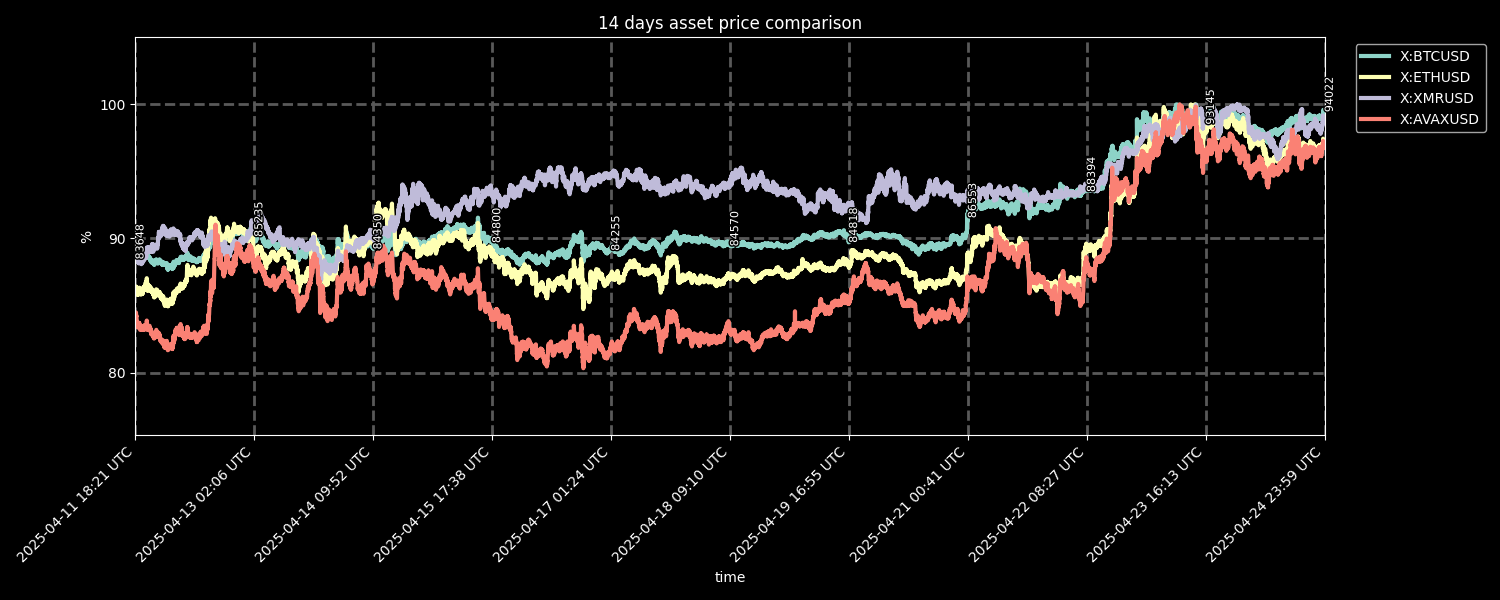 14 days asset price comparison
X:BTCUSD
X:ETHUSD
X:XMRUSD
X:AVAXUSD
100
90
80
%
83648
85235
84350
84800
84255
84570
84818
86553
88394
93145
94022
2025-04-11 18:21 UTC
2025-04-13 02:06 UTC
2025-04-14 09:52 UTC
2025-04-15 17:38 UTC
2025-04-17 01:24 UTC
2025-04-18 09:10 UTC
2025-04-19 16:55 UTC
2025-04-21 00:41 UTC
2025-04-22 08:27 UTC
2025-04-23 16:13 UTC
2025-04-24 23:59 UTC
time